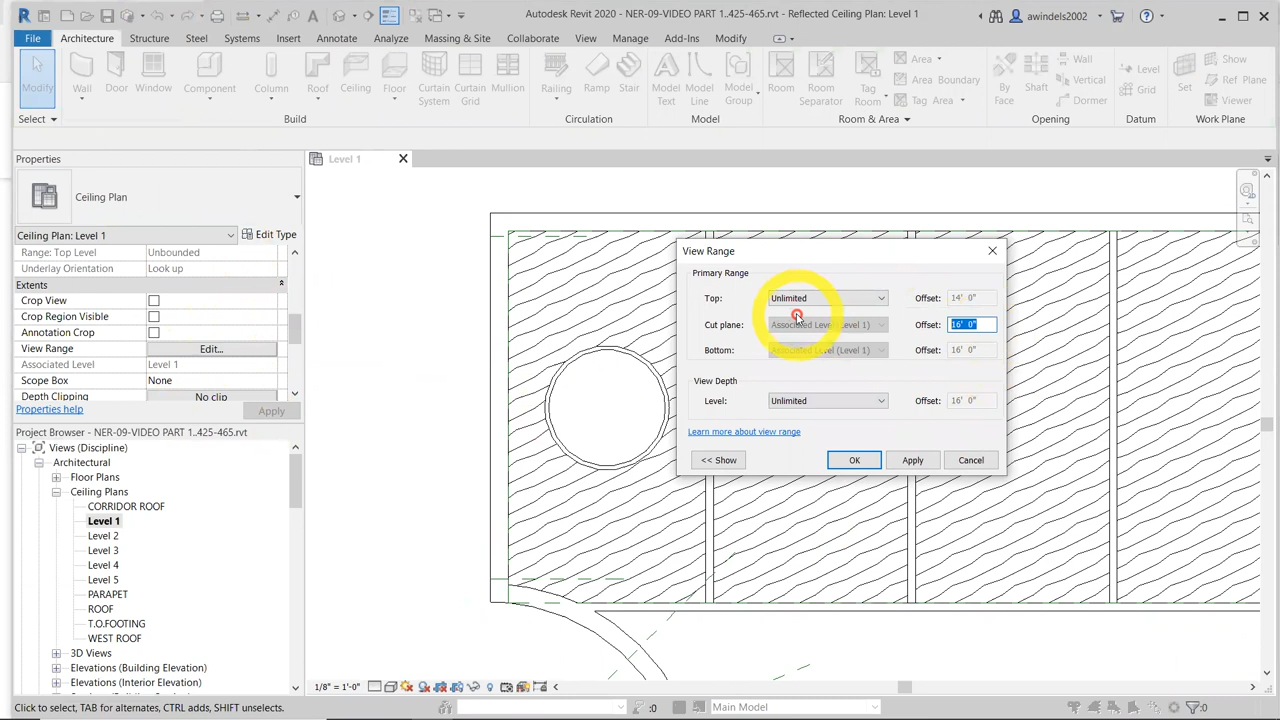 Autodesk Revit 2020 - NER-09-VIDEO PART 1..425-465.rvt - Reflected Ceiling Plan: Level 1
awindels2002
File Architecture Structure Steel Systems Insert Annotate Analyze Massing & Site Collaborate View Manage Add-Ins Modify
Modify Wall Door Window Component Column Roof Ceiling Floor Curtain System Curtain Grid Mullion Railing Ramp Stair Model Text Model Line Model Group Room Room Separator Tag Room Area Area Boundary Tag Area By Face Shaft Wall Vertical Dormer Level Grid Set Show Ref Plane Viewer
Select Build Circulation Model Room & Area Opening Datum Work Plane
Properties
Level 1
Ceiling Plan
Ceiling Plan: Level 1 Edit Type
Range: Top Level Unbounded
Underlay Orientation Look up
Extents
Crop View
Crop Region Visible
Annotation Crop
View Range Edit...
Associated Level Level 1
Scope Box None
Depth Clipping No clip
Properties help Apply
View Range
Primary Range
Top: Unlimited Offset: 14' 0"
Cut plane: Associated Level (Level 1) Offset: 16' 0"
Bottom: Associated Level (Level 1) Offset: 16' 0"
View Depth
Level: Unlimited Offset: 16' 0"
Learn more about view range
<< Show OK Apply Cancel
Project Browser - NER-09-VIDEO PART 1..425-465.rvt
Views (Discipline)
Architectural
Floor Plans
Ceiling Plans
CORRIDOR ROOF
Level 1
Level 2
Level 3
Level 4
Level 5
PARAPET
ROOF
T.O.FOOTING
WEST ROOF
3D Views
Elevations (Building Elevation)
Elevations (Interior Elevation)
1/8" = 1'-0"
Click to select, TAB for alternates, CTRL adds, SHIFT unselects.
:0
Main Model
:0